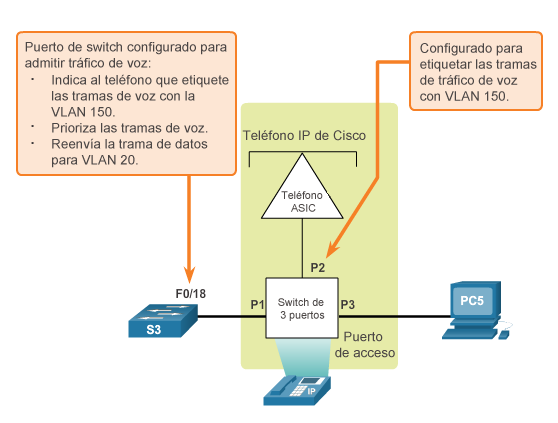 Puerto de switch configurado para
admitir tráfico de voz:
· Indica al teléfono que etiquete
las tramas de voz con la
VLAN 150.
· Prioriza las tramas de voz.
· Reenvía la trama de datos
para VLAN 20.
Configurado para
etiquetar las tramas
de tráfico de voz
con VLAN 150.
Teléfono IP de Cisco
Teléfono
ASIC
P2
F0/18
P1
Switch de
3 puertos
P3
PC5
S3
Puerto
de acceso
IP